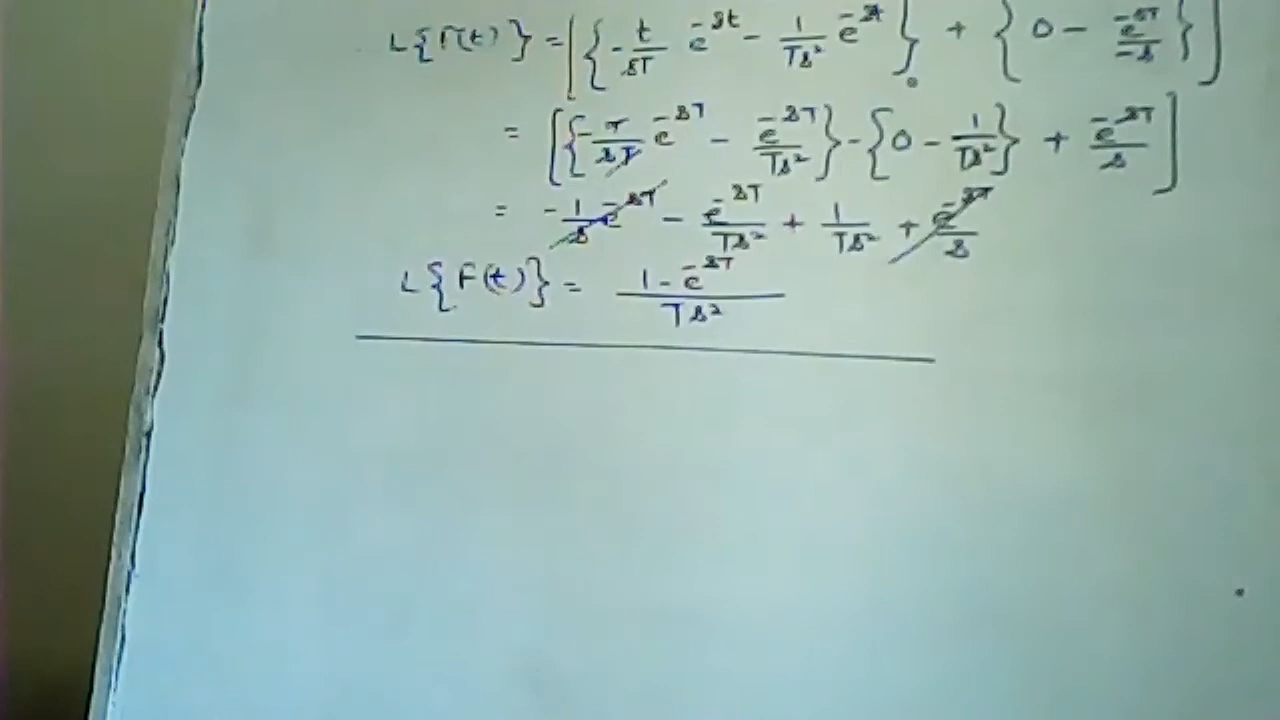 L{F(t)} = [{-t/sT e^-st - 1/Ts² e^-st}₀ + {0 - e^-sT/-s}]
= [{-T/sT e^-sT - e^-sT/Ts²} - {0 - 1/Ts²} + e^-sT/s]
= -1/s e^-sT - e^-sT/Ts² + 1/Ts² + e^-sT/s
L{F(t)} = 1 - e^-sT/Ts²